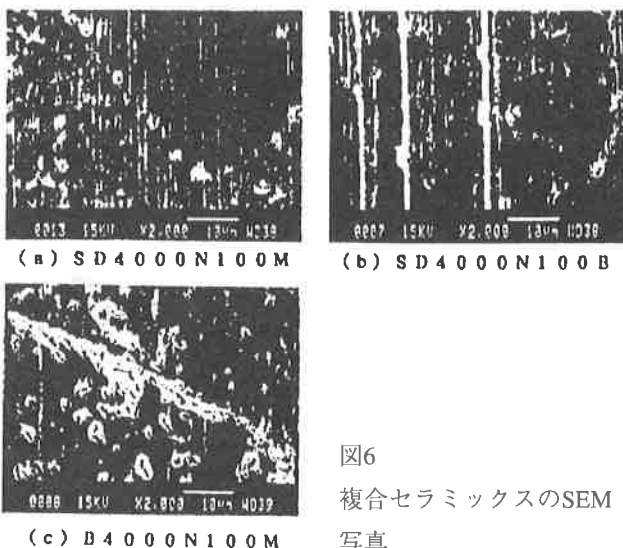 0013 15KV X2,000 10μm WD38
(a) SD4000N100M
0007 15KV X2,000 10μm WD38
(b) SD4000N100B
0008 15KV X2,000 10μm WD39
(c) B4000N100M
図6
複合セラミックスのSEM
写真